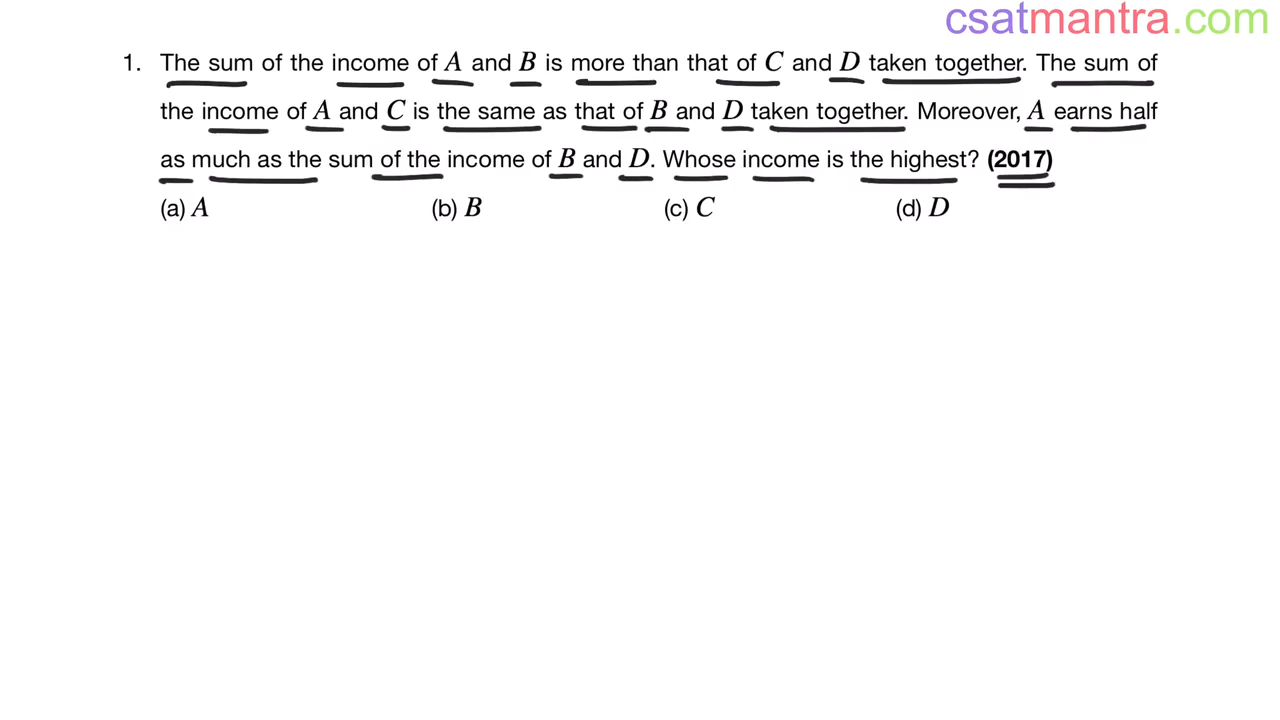 csatmantra.com
1. The sum of the income of A and B is more than that of C and D taken together. The sum of
the income of A and C is the same as that of B and D taken together. Moreover, A earns half
as much as the sum of the income of B and D. Whose income is the highest? (2017)
(a) A (b) B (c) C (d) D